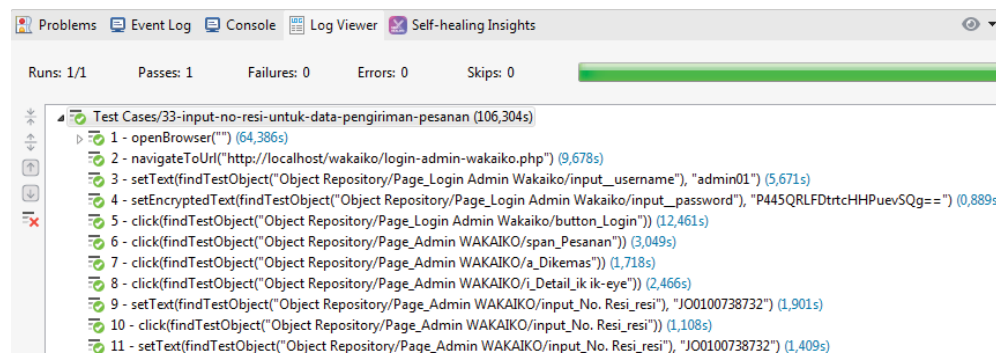 Problems Event Log Console Log Viewer Self-healing Insights
Runs: 1/1 Passes: 1 Failures: 0 Errors: 0 Skips: 0
Test Cases/33-input-no-resi-untuk-data-pengiriman-pesanan (106,304s)
1 - openBrowser("") (64,386s)
2 - navigateToUrl("http://localhost/wakaiko/login-admin-wakaiko.php") (9,678s)
3 - setText(findTestObject("Object Repository/Page_Login Admin Wakaiko/input__username"), "admin01") (5,671s)
4 - setEncryptedText(findTestObject("Object Repository/Page_Login Admin Wakaiko/input__password"), "P445QRLFDtrtcHHPuevSQg==") (0,889s
5 - click(findTestObject("Object Repository/Page_Login Admin Wakaiko/button_Login")) (12,461s)
6 - click(findTestObject("Object Repository/Page_Admin WAKAIKO/span_Pesanan")) (3,049s)
7 - click(findTestObject("Object Repository/Page_Admin WAKAIKO/a_Dikemas")) (1,718s)
8 - click(findTestObject("Object Repository/Page_Admin WAKAIKO/i_Detail_ik ik-eye")) (2,466s)
9 - setText(findTestObject("Object Repository/Page_Admin WAKAIKO/input_No. Resi_resi"), "JO0100738732") (1,901s)
10 - click(findTestObject("Object Repository/Page_Admin WAKAIKO/input_No. Resi_resi")) (1,108s)
11 - setText(findTestObject("Object Repository/Page_Admin WAKAIKO/input_No. Resi_resi"), "JO0100738732") (1,409s)